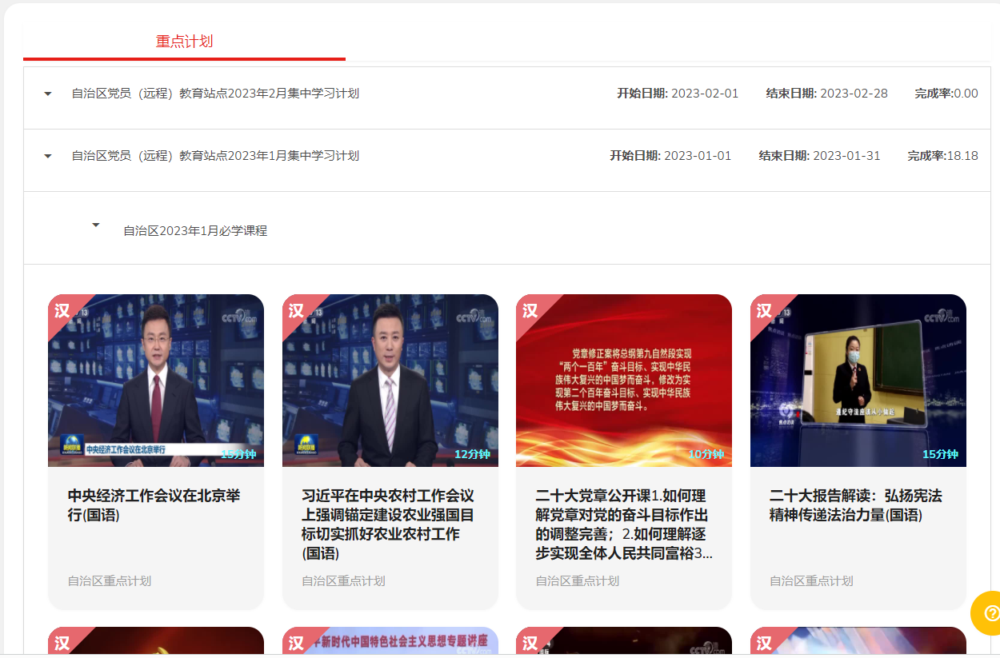 重点计划
自治区党员（远程）教育站点2023年2月集中学习计划 开始日期: 2023-02-01 结束日期: 2023-02-28 完成率:0.00
自治区党员（远程）教育站点2023年1月集中学习计划 开始日期: 2023-01-01 结束日期: 2023-01-31 完成率:18.18
自治区2023年1月必学课程
汉
13
CCTV.com
中央经济工作会议在北京举行
15分钟
中央经济工作会议在北京举
行(国语)
自治区重点计划
汉
13
CCTV.com
12分钟
习近平在中央农村工作会议
上强调锚定建设农业强国目
标切实抓好农业农村工作
(国语)
自治区重点计划
汉
党章修正案将总纲第九自然段实现
“两个一百年”奋斗目标、实现中华民
族伟大复兴的中国梦而奋斗，修改为实
现第二个百年奋斗目标、实现中华民族
伟大复兴的中国梦而奋斗。
10分钟
二十大党章公开课1.如何理
解党章对党的奋斗目标作出
的调整完善；2.如何理解逐
步实现全体人民共同富裕3...
自治区重点计划
汉
13
CCTV.com
遵纪守法应该从小做起
焦点访谈
15分钟
二十大报告解读：弘扬宪法
精神传递法治力量(国语)
自治区重点计划
汉
汉
平新时代中国特色社会主义思想专题讲座
CCTV.com
汉
CCTV.com
汉